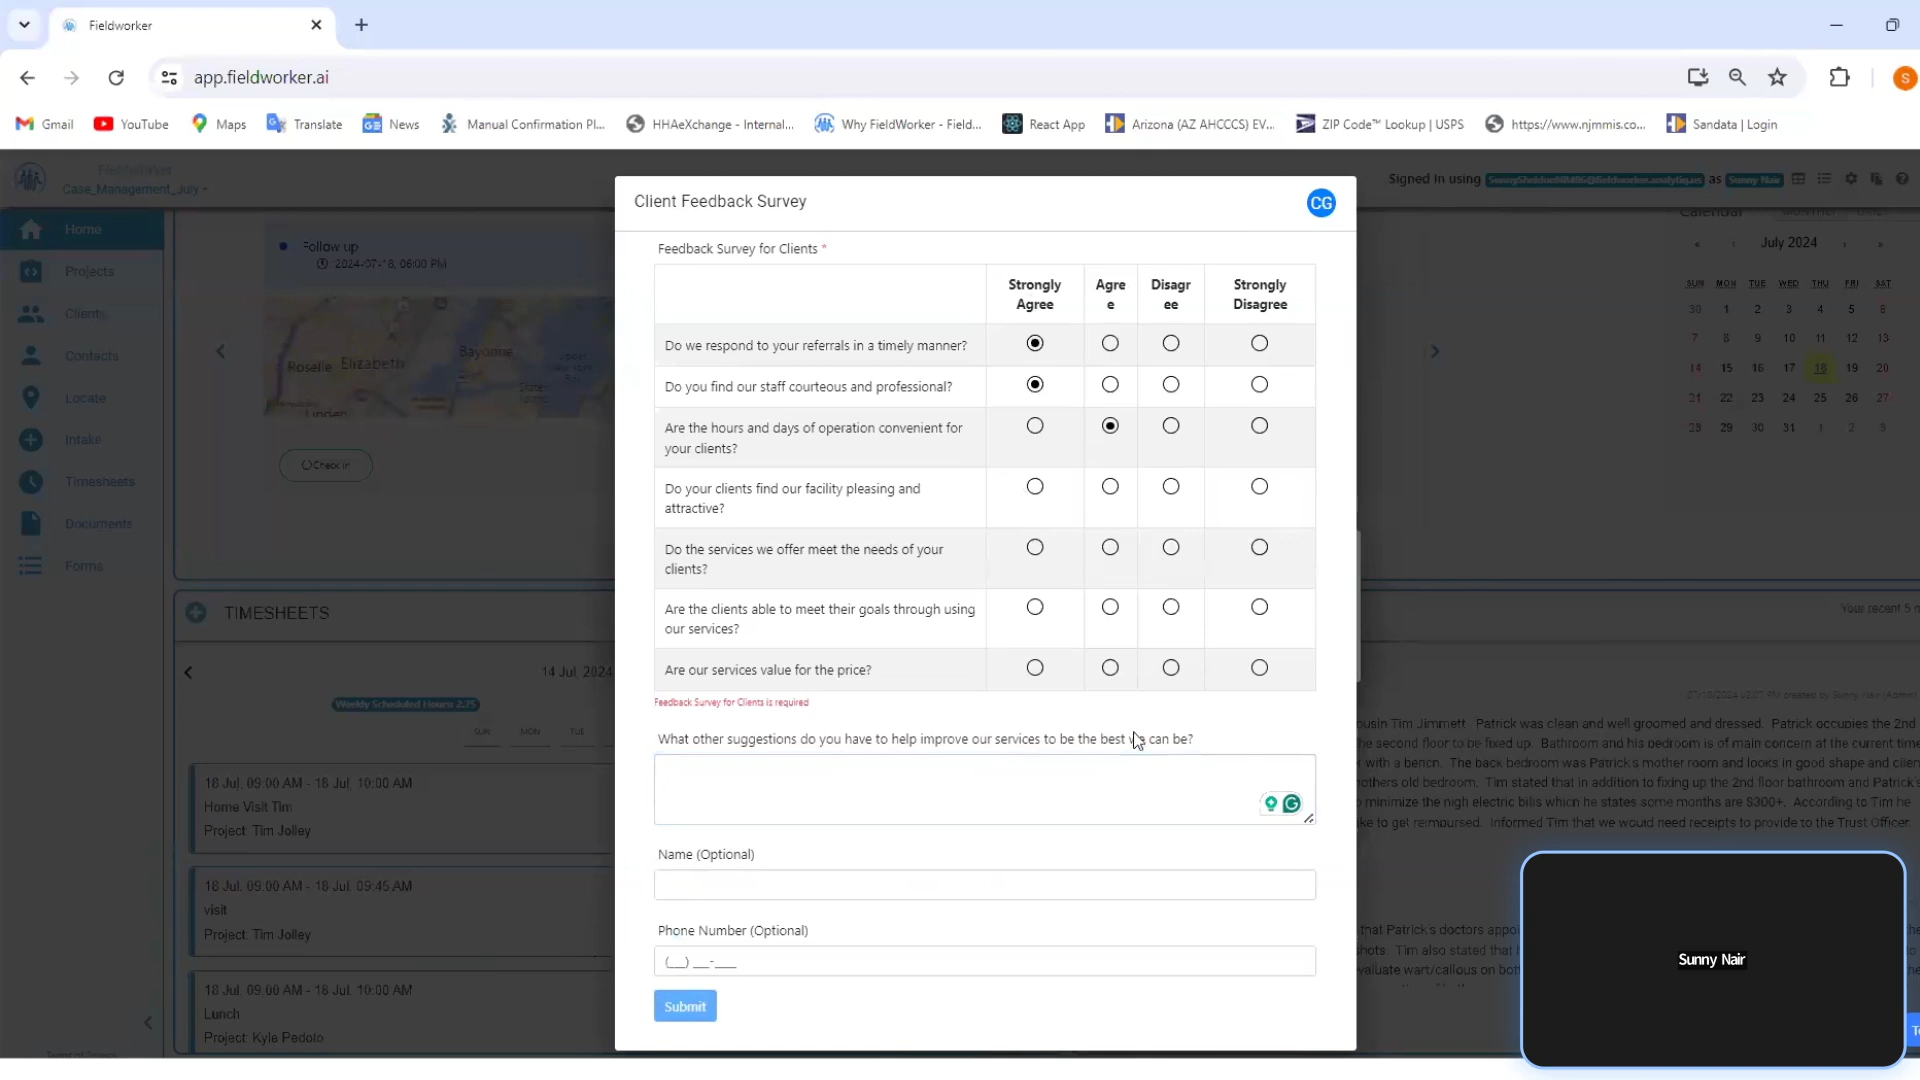 Fieldworker
app.fieldworker.ai
S
Gmail
YouTube
Maps
Translate
News
Manual Confirmation Pl...
HHAeXchange - Internal...
Why FieldWorker - Field...
React App
Arizona (AZ AHCCCS) EV...
ZIP Code™ Lookup | USPS
https://www.njmmis.co...
Sandata | Login
FieldWorker
Case_Management_July
Signed in using
as Sunny Nair
Home
Projects
Clients
Contacts
Locate
Intake
Timesheets
Documents
Forms
Follow up
2024-07-18, 06:00 PM
Roselle
Elizabeth
Bayonne
Linden
Check in
Calendar
MONTHLY
« ‹ July 2024 › »
SUN MON TUE WED THU FRI SAT
30 1 2 3 4 5 6
7 8 9 10 11 12 13
14 15 16 17 18 19 20
21 22 23 24 25 26 27
28 29 30 31 1 2 3
TIMESHEETS
14 Jul, 2024
Weekly Scheduled Hours: 2.75
SUN MON TUE
18 Jul, 09:00 AM - 18 Jul, 10:00 AM
Home Visit Tim
Project: Tim Jolley
18 Jul, 09:00 AM - 18 Jul, 09:45 AM
visit
Project: Tim Jolley
18 Jul, 09:00 AM - 18 Jul, 10:00 AM
Lunch
Project: Kyle Pedolo
Client Feedback Survey
CG
Feedback Survey for Clients *
Strongly Agree
Agree
Disagree
Strongly Disagree
Do we respond to your referrals in a timely manner?
Do you find our staff courteous and professional?
Are the hours and days of operation convenient for
your clients?
Do your clients find our facility pleasing and
attractive?
Do the services we offer meet the needs of your
clients?
Are the clients able to meet their goals through using
our services?
Are our services value for the price?
Feedback Survey for Clients is required
What other suggestions do you have to help improve our services to be the best we can be?
Name (Optional)
Phone Number (Optional)
(__) __-___
Submit
Your recent 5
07/10/2024 02:07 PM created by Sunny Nair (Admin)
Tim Jimmett. Patrick was clean and well groomed and dressed. Patrick occupies the 2nd
the second floor to be fixed up. Bathroom and his bedroom is of main concern at the current
with a bench. The back bedroom was Patrick's mother room and looks in good shape and
old bedroom. Tim stated that in addition to fixing up the 2nd floor bathroom and Patrick's
minimize the high electric bills which he states some months are $300+. According to Tim he
to get reimbursed. Informed Tim that we would need receipts to provide to the Trust Officer.
that Patrick's doctors
shots. Tim also stated that
wart/callous on
Sunny Nair